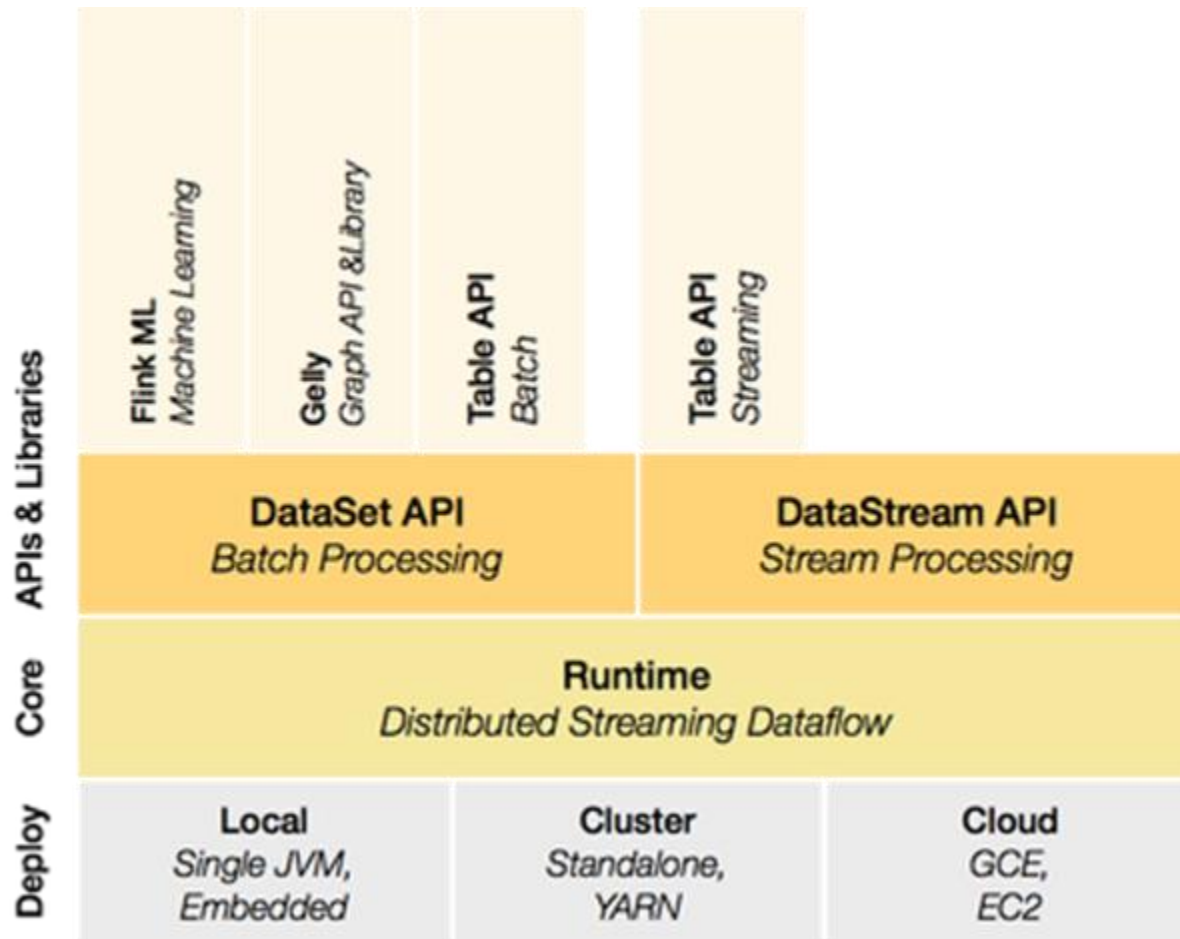 Flink ML
Machine Learning
Gelly
Graph API &Library
Table API
Batch
Table API
Streaming
APIs & Libraries
DataSet API
Batch Processing
DataStream API
Stream Processing
Core
Runtime
Distributed Streaming Dataflow
Deploy
Local
Single JVM,
Embedded
Cluster
Standalone,
YARN
Cloud
GCE,
EC2